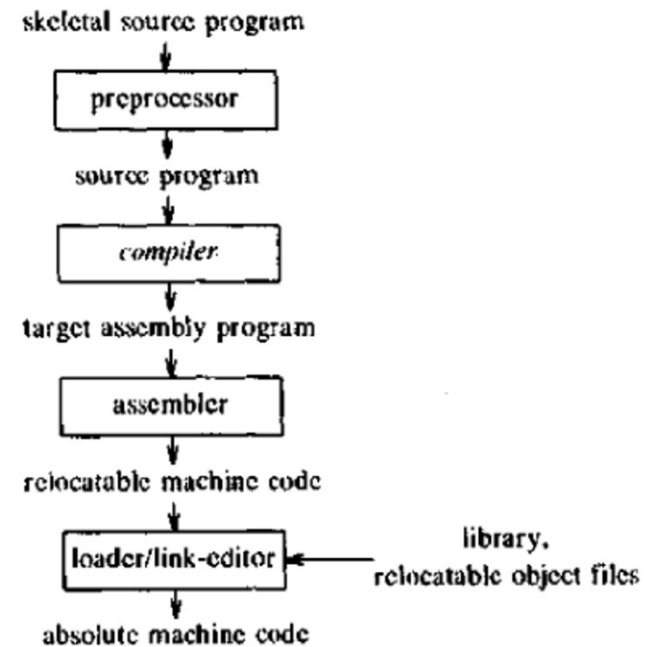 skeletal source program
preprocessor
source program
compiler
target assembly program
assembler
relocatable machine code
loader/link-editor
library,
relocatable object files
absolute machine code